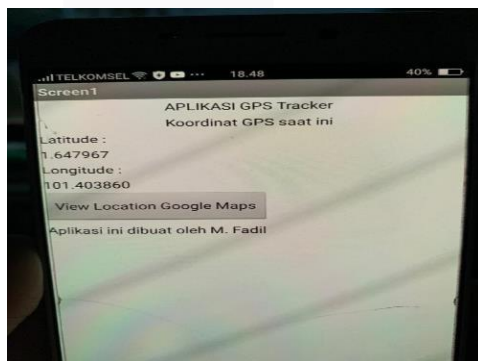 TELKOMSEL ... 18.48 40%
Screen1
APLIKASI GPS Tracker
Koordinat GPS saat ini
Latitude :
1.647967
Longitude :
101.403860
View Location Google Maps
Aplikasi ini dibuat oleh M. Fadil